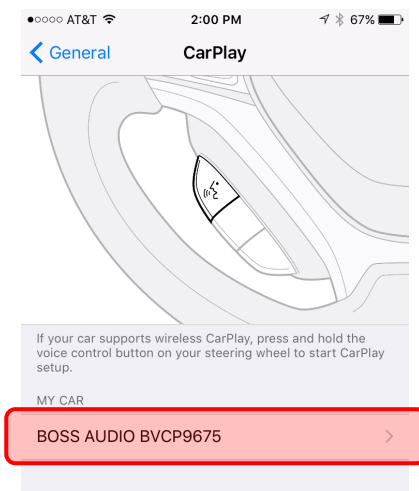 AT&T 2:00 PM 67%
General CarPlay
If your car supports wireless CarPlay, press and hold the
voice control button on your steering wheel to start CarPlay
setup.
MY CAR
BOSS AUDIO BVCP9675